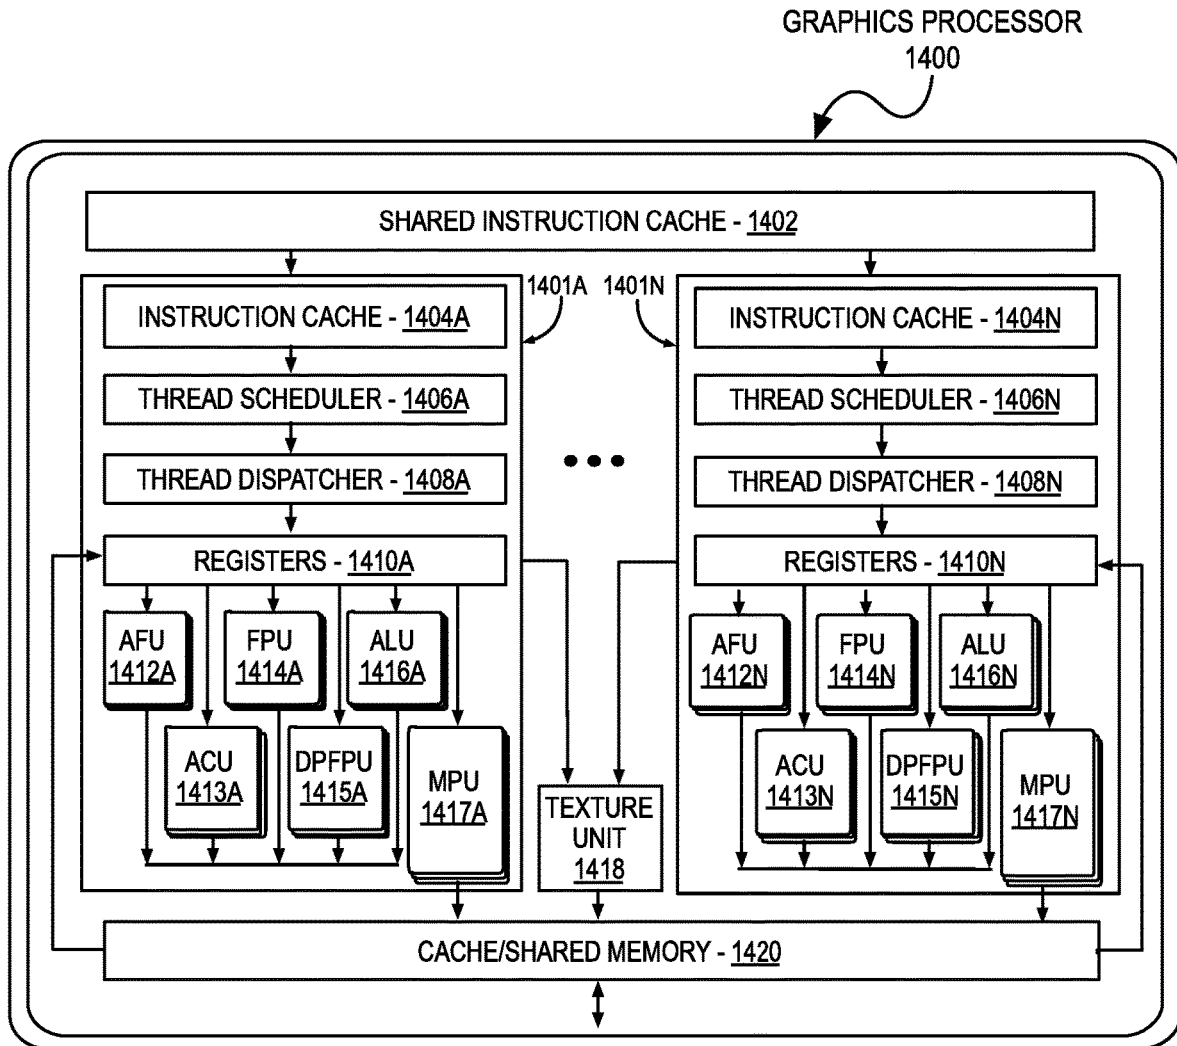 GRAPHICS PROCESSOR
1400
SHARED INSTRUCTION CACHE - 1402
1401A
1401N
INSTRUCTION CACHE - 1404A
THREAD SCHEDULER - 1406A
THREAD DISPATCHER - 1408A
REGISTERS - 1410A
AFU
1412A
FPU
1414A
ALU
1416A
ACU
1413A
DPFPU
1415A
MPU
1417A
TEXTURE
UNIT
1418
INSTRUCTION CACHE - 1404N
THREAD SCHEDULER - 1406N
THREAD DISPATCHER - 1408N
REGISTERS - 1410N
AFU
1412N
FPU
1414N
ALU
1416N
ACU
1413N
DPFPU
1415N
MPU
1417N
CACHE/SHARED MEMORY - 1420